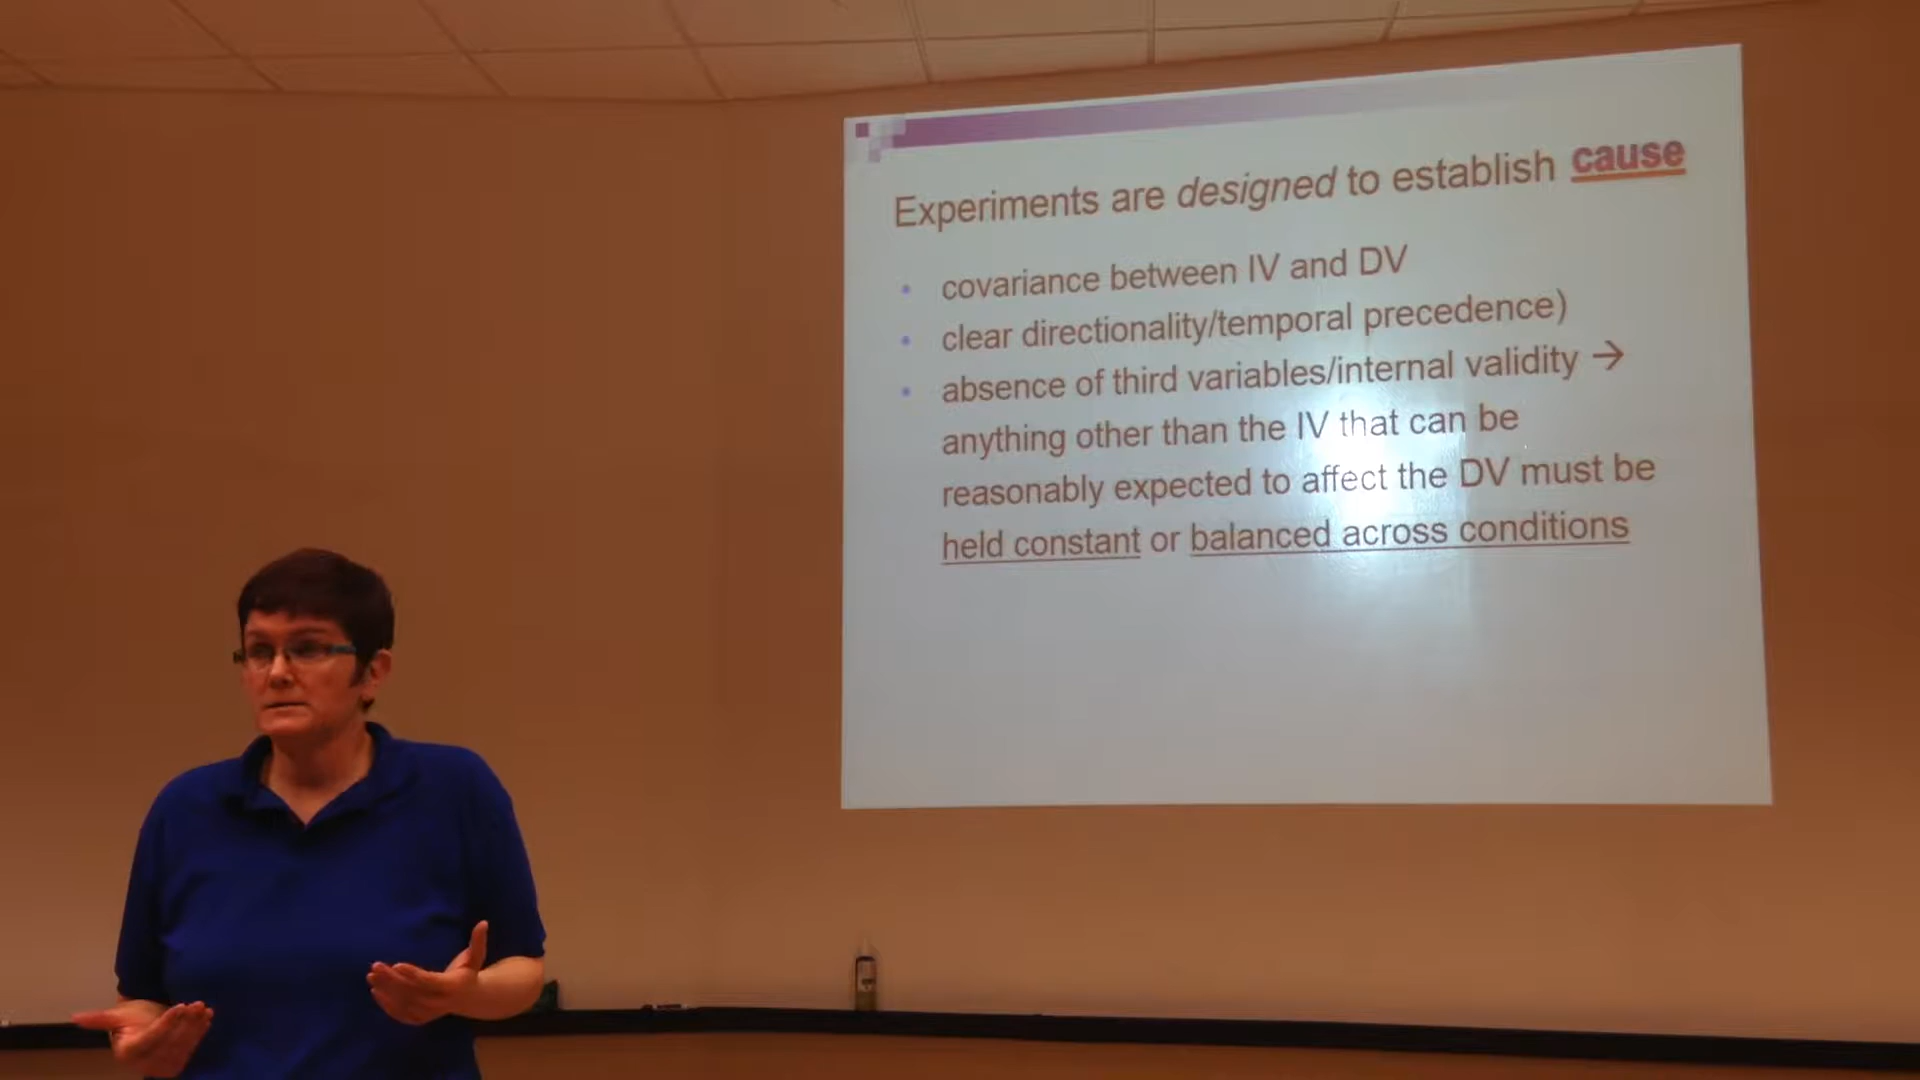 Experiments are designed to establish cause
• covariance between IV and DV
• clear directionality/temporal precedence)
• absence of third variables/internal validity →
anything other than the IV that can be
reasonably expected to affect the DV must be
held constant or balanced across conditions